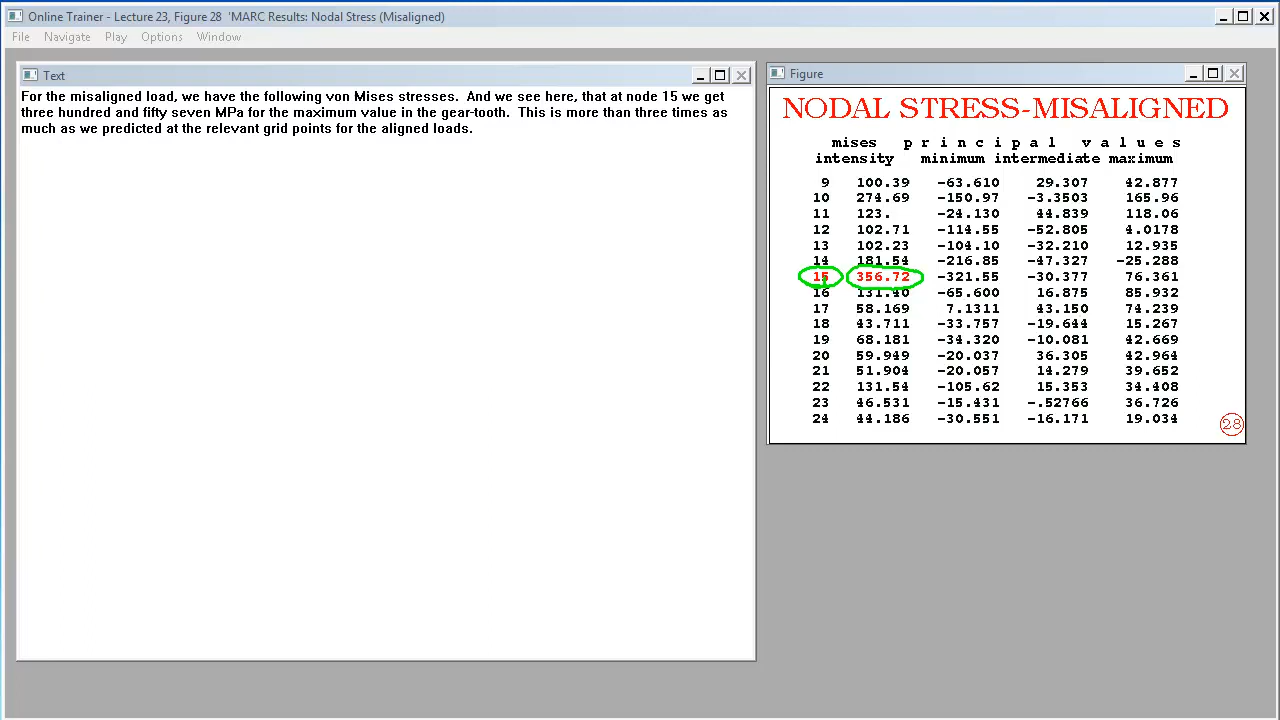 Online Trainer - Lecture 23, Figure 28  'MARC Results: Nodal Stress (Misaligned)
File Navigate Play Options Window
Text
For the misaligned load, we have the following von Mises stresses.  And we see here, that at node 15 we get
three hundred and fifty seven MPa for the maximum value in the gear-tooth.  This is more than three times as
much as we predicted at the relevant grid points for the aligned loads.
Figure
NODAL STRESS-MISALIGNED
mises principal values
intensity minimum intermediate maximum
9 100.39 -63.610 29.307 42.877
10 274.69 -150.97 -3.3503 165.96
11 123. -24.130 44.839 118.06
12 102.71 -114.55 -52.805 4.0178
13 102.23 -104.10 -32.210 12.935
14 181.54 -216.85 -47.327 -25.288
15 356.72 -321.55 -30.377 76.361
16 131.40 -65.600 16.875 85.932
17 58.169 7.1311 43.150 74.239
18 43.711 -33.757 -19.644 15.267
19 68.181 -34.320 -10.081 42.669
20 59.949 -20.037 36.305 42.964
21 51.904 -20.057 14.279 39.652
22 131.54 -105.62 15.353 34.408
23 46.531 -15.431 -.52766 36.726
24 44.186 -30.551 -16.171 19.034
28